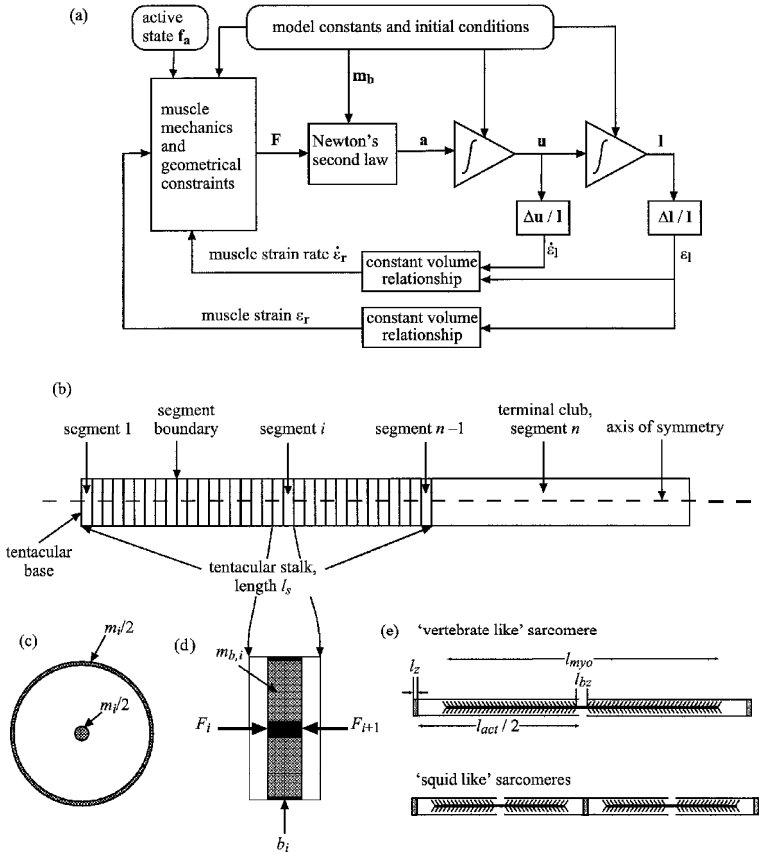 (a)
active
state fa
model constants and initial conditions
mb
muscle
mechanics
and
geometrical
constraints
F
Newton's
second law
a
∫
u
∫
l
Δu / l
Δl / l
muscle strain rate ε̇r
constant volume
relationship
ε̇l
εl
muscle strain εr
constant volume
relationship
(b)
segment 1
segment
boundary
segment i
segment n –1
terminal club,
segment n
axis of symmetry
tentacular
base
tentacular stalk,
length ls
(c)
mi/2
mi/2
(d)
mb,i
Fi
Fi+1
bi
(e)
'vertebrate like' sarcomere
lz
lmyo
lbz
lact / 2
'squid like' sarcomeres